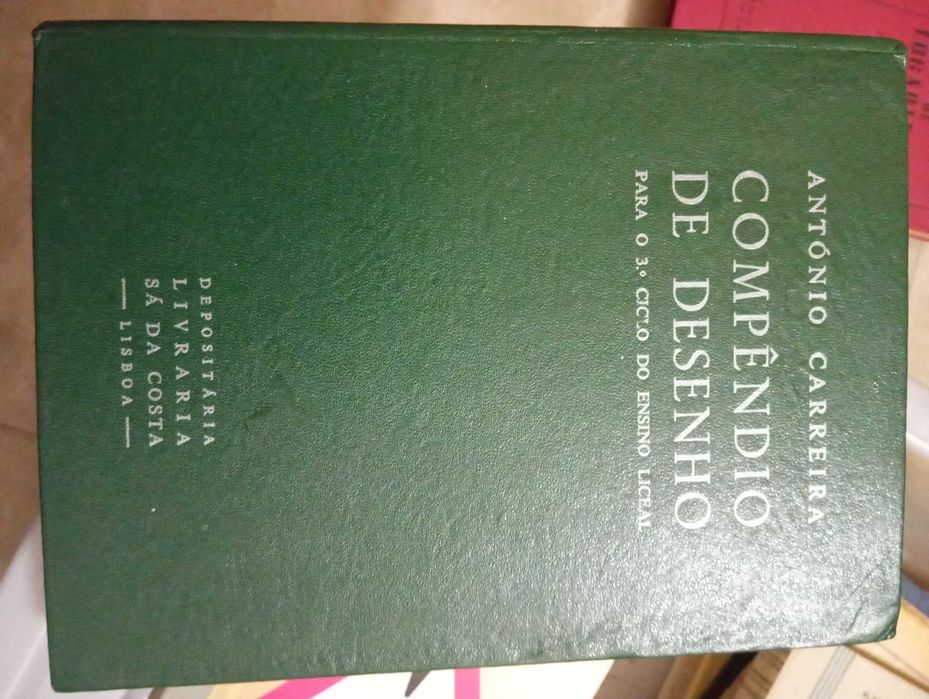 ANTÓNIO CARREIRA
COMPÊNDIO
DE DESENHO
PARA O 3.º CICLO DO ENSINO LICEAL
DEPOSITÁRIA
LIVRARIA
SÁ DA COSTA
— LISBOA —